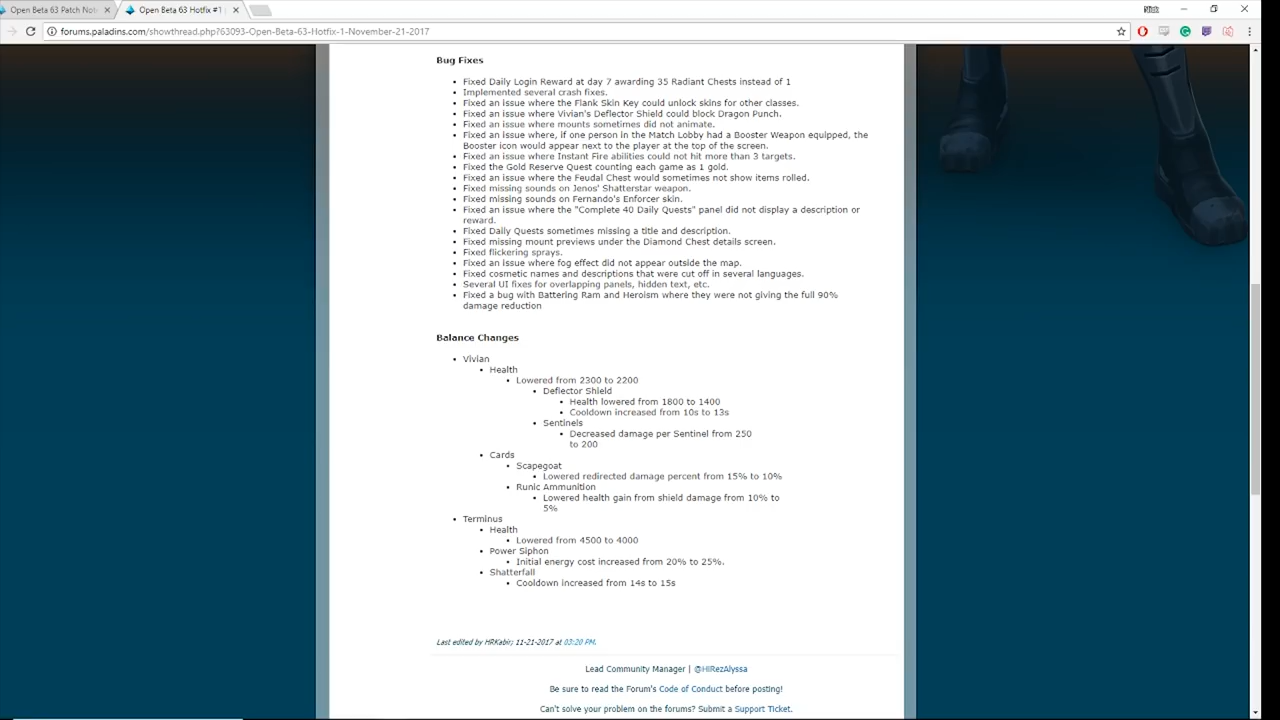 Open Beta 63 Patch Not
Open Beta 63 Hotfix #1 |
forums.paladins.com/showthread.php?63093-Open-Beta-63-Hotfix-1-November-21-2017
Bug Fixes
Fixed Daily Login Reward at day 7 awarding 35 Radiant Chests instead of 1
Implemented several crash fixes.
Fixed an issue where the Flank Skin Key could unlock skins for other classes.
Fixed an issue where Vivian's Deflector Shield could block Dragon Punch.
Fixed an issue where mounts sometimes did not animate.
Fixed an issue where, if one person in the Match Lobby had a Booster Weapon equipped, the
Booster icon would appear next to the player at the top of the screen.
Fixed an issue where Instant Fire abilities could not hit more than 3 targets.
Fixed the Gold Reserve Quest counting each game as 1 gold.
Fixed an issue where the Feudal Chest would sometimes not show items rolled.
Fixed missing sounds on Jenos' Shatterstar weapon.
Fixed missing sounds on Fernando's Enforcer skin.
Fixed an issue where the "Complete 40 Daily Quests" panel did not display a description or
reward.
Fixed Daily Quests sometimes missing a title and description.
Fixed missing mount previews under the Diamond Chest details screen.
Fixed flickering sprays.
Fixed an issue where fog effect did not appear outside the map.
Fixed cosmetic names and descriptions that were cut off in several languages.
Several UI fixes for overlapping panels, hidden text, etc.
Fixed a bug with Battering Ram and Heroism where they were not giving the full 90%
damage reduction
Balance Changes
Vivian
Health
Lowered from 2300 to 2200
Deflector Shield
Health lowered from 1800 to 1400
Cooldown increased from 10s to 13s
Sentinels
Decreased damage per Sentinel from 250
to 200
Cards
Scapegoat
Lowered redirected damage percent from 15% to 10%
Runic Ammunition
Lowered health gain from shield damage from 10% to
5%
Terminus
Health
Lowered from 4500 to 4000
Power Siphon
Initial energy cost increased from 20% to 25%.
Shatterfall
Cooldown increased from 14s to 15s
Last edited by HRKabir; 11-21-2017 at 03:20 PM.
Lead Community Manager | @HiRezAlyssa
Be sure to read the Forum's Code of Conduct before posting!
Can't solve your problem on the forums? Submit a Support Ticket.